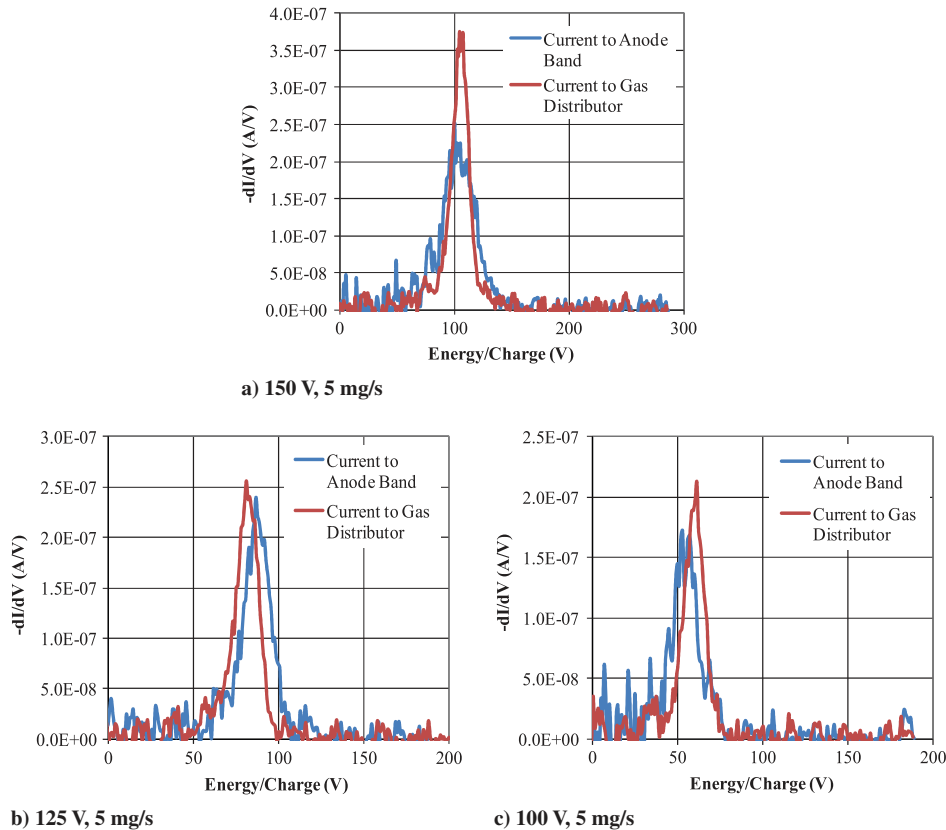 4.0E-07
3.5E-07
3.0E-07
2.5E-07
2.0E-07
1.5E-07
1.0E-07
5.0E-08
0.0E+00
-dI/dV (A/V)
Current to Anode
Band
Current to Gas
Distributor
0
100
200
300
Energy/Charge (V)
a) 150 V, 5 mg/s
3.0E-07
2.5E-07
2.0E-07
1.5E-07
1.0E-07
5.0E-08
0.0E+00
-dI/dV (A/V)
Current to
Anode Band
Current to Gas
Distributor
0
50
100
150
200
Energy/Charge (V)
b) 125 V, 5 mg/s
2.5E-07
2.0E-07
1.5E-07
1.0E-07
5.0E-08
0.0E+00
-dI/dV (A/V)
Current to
Anode Band
Current to Gas
Distributor
0
50
100
150
200
Energy/Charge (V)
c) 100 V, 5 mg/s